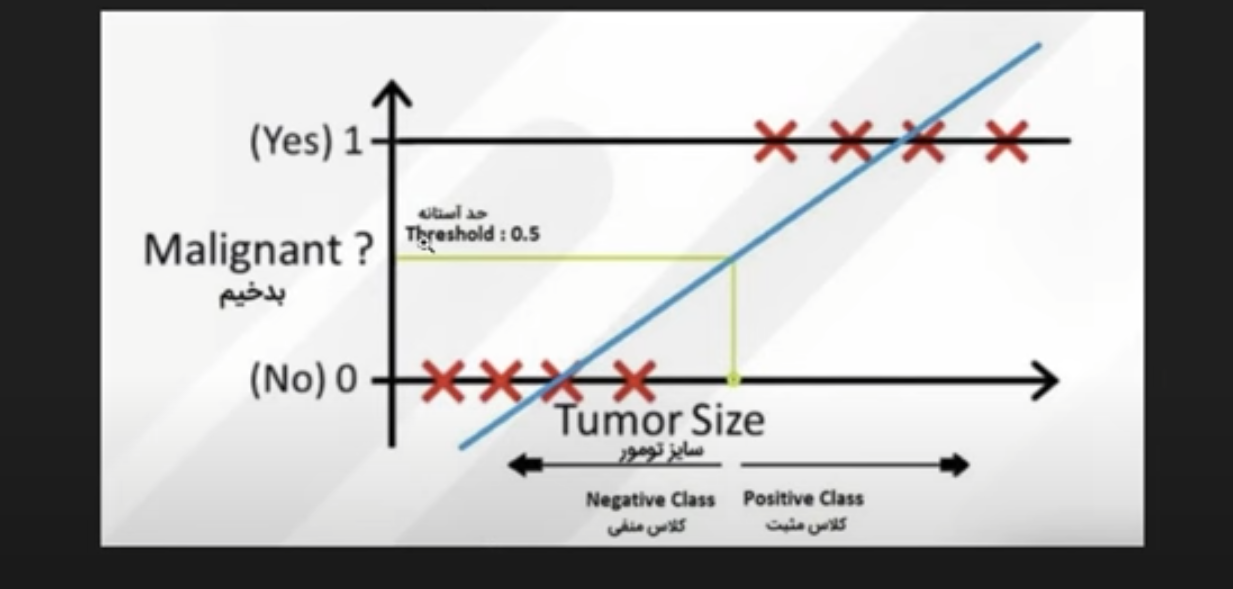 (Yes) 1
حد آستانه
Threshold : 0.5
Malignant ?
بدخیم
(No) 0
Tumor Size
سایز تومور
Negative Class
کلاس منفی
Positive Class
کلاس مثبت